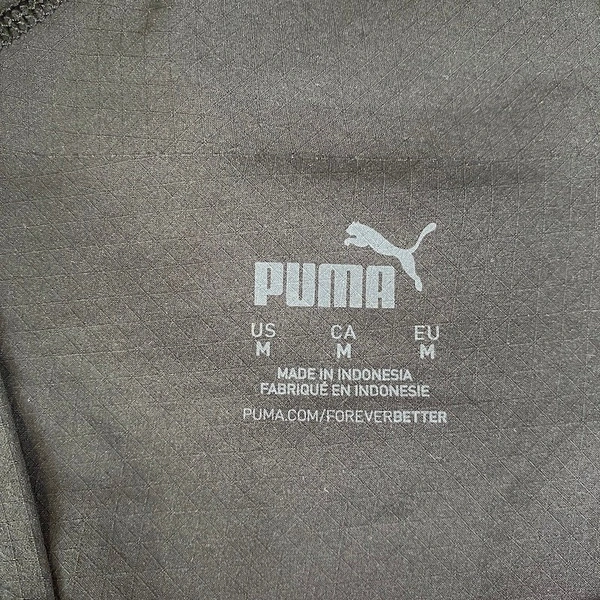 PUMA
US CA EU
M M M
MADE IN INDONESIA
FABRIQUÉ EN INDONESIE
PUMA.COM/FOREVERBETTER